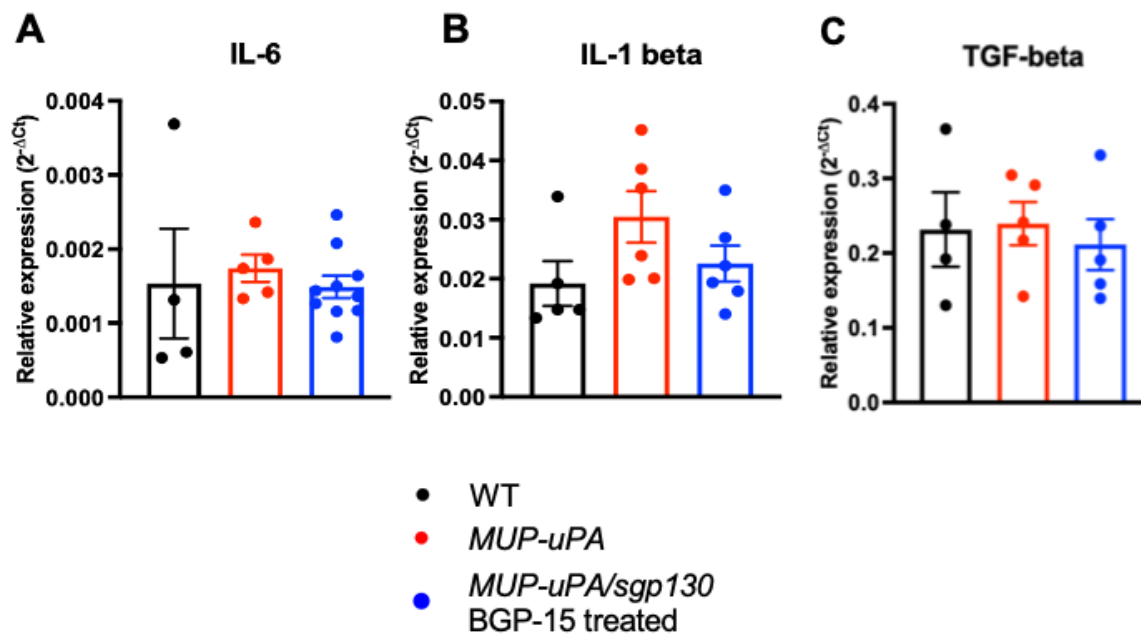 A
IL-6
Relative expression (2-ΔCt)
0.004
0.003
0.002
0.001
0.000
B
IL-1 beta
Relative expression (2-ΔCt)
0.05
0.04
0.03
0.02
0.01
0.00
C
TGF-beta
Relative expression (2-ΔCt)
0.4
0.3
0.2
0.1
0.0
WT
MUP-uPA
MUP-uPA/sgp130
BGP-15 treated